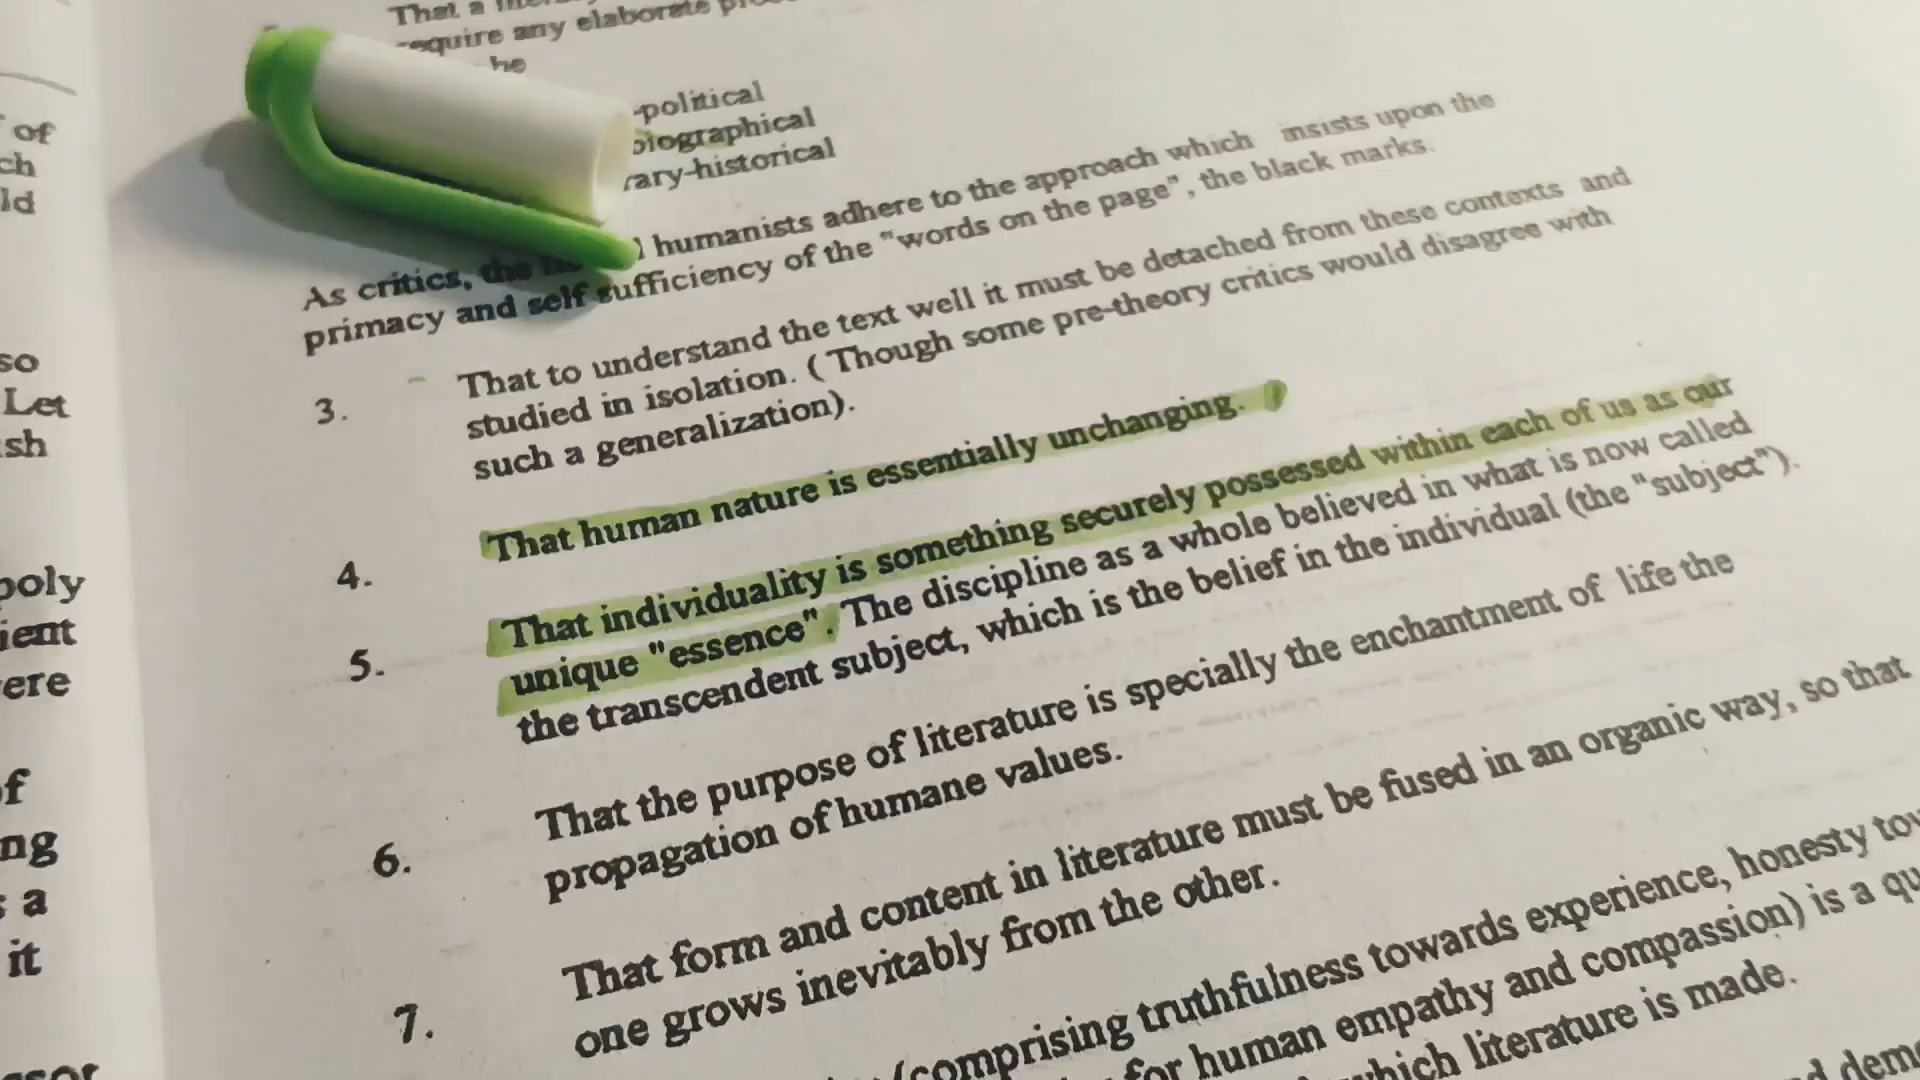 That a
require any elaborate
be
-political
biographical
rary-historical
As critics, the humanists adhere to the approach which insists upon the
primacy and self sufficiency of the "words on the page", the black marks.
3. That to understand the text well it must be detached from these contexts and
studied in isolation. ( Though some pre-theory critics would disagree with
such a generalization).
4. That human nature is essentially unchanging.
5. That individuality is something securely possessed within each of us as our
unique "essence". The discipline as a whole believed in what is now called
the transcendent subject, which is the belief in the individual (the "subject").
6. That the purpose of literature is specially the enchantment of life the
propagation of humane values.
7. That form and content in literature must be fused in an organic way, so that
one grows inevitably from the other.
(comprising truthfulness towards experience, honesty
for human empathy and compassion) is a
which literature is made.
of
ch
ld
so
Let
sh
poly
ient
ere
of
ng
a
it